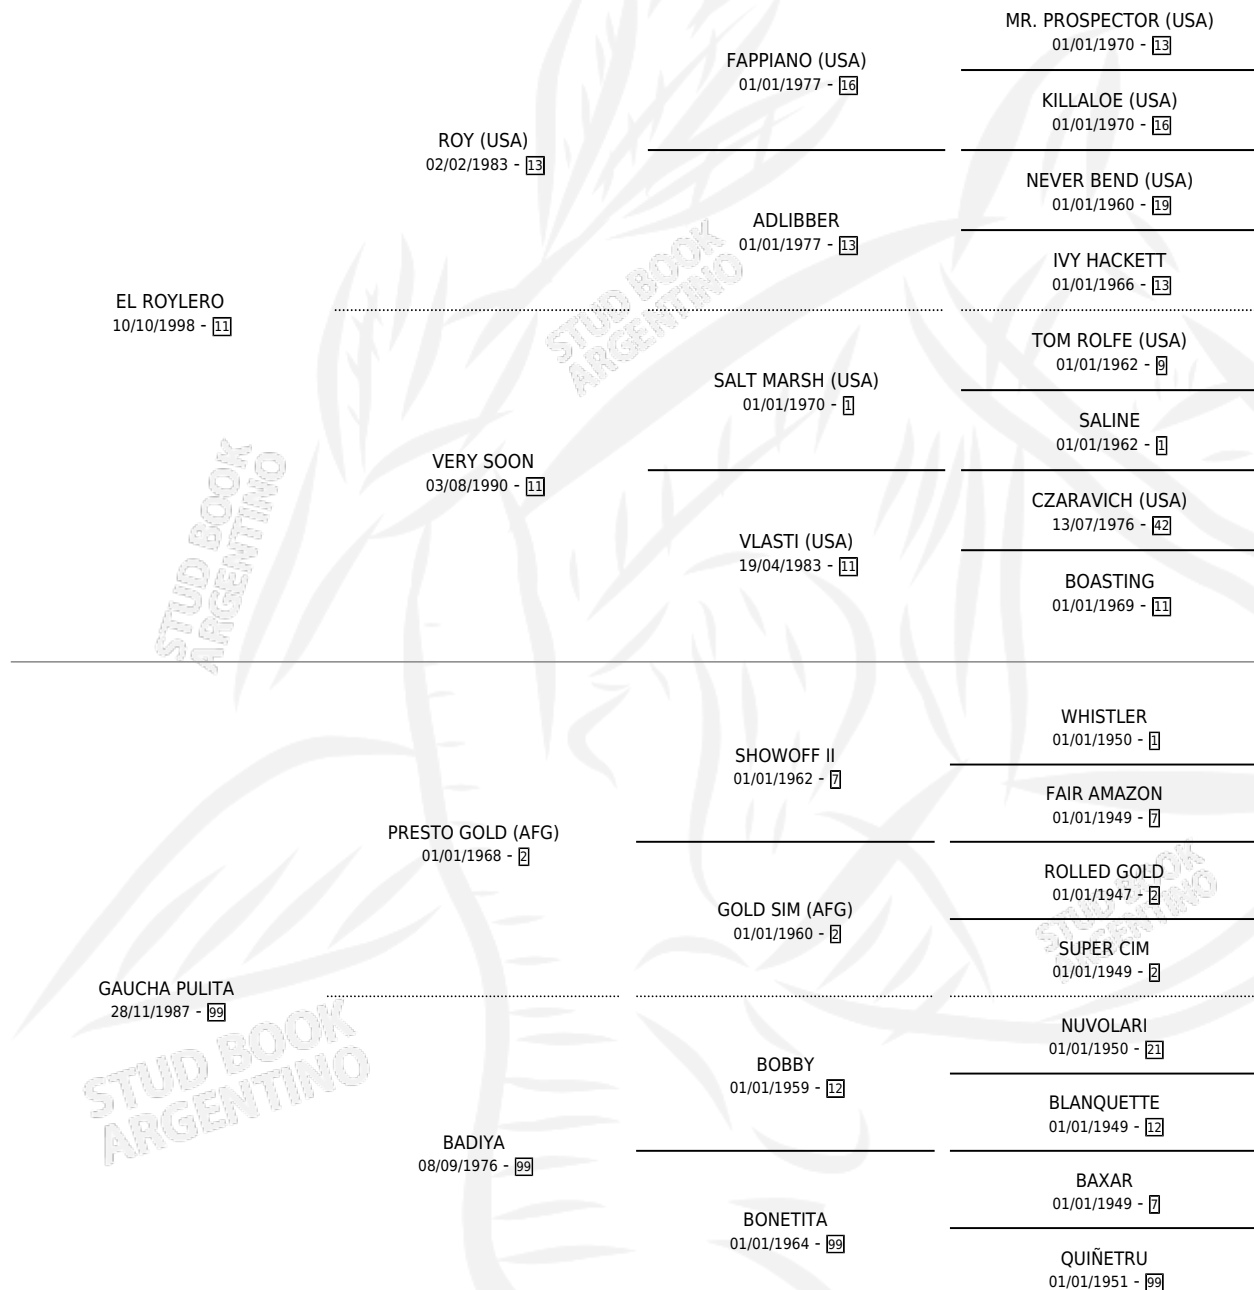 MR. PROSPECTOR (USA)
01/01/1970 - 13
FAPPIANO (USA)
01/01/1977 - 16
KILLALOE (USA)
01/01/1970 - 16
ROY (USA)
02/02/1983 - 13
NEVER BEND (USA)
01/01/1960 - 19
ADLIBBER
01/01/1977 - 13
IVY HACKETT
01/01/1966 - 13
EL ROYLERO
10/10/1998 - 11
TOM ROLFE (USA)
01/01/1962 - 9
SALT MARSH (USA)
01/01/1970 - 1
SALINE
01/01/1962 - 1
VERY SOON
03/08/1990 - 11
CZARAVICH (USA)
13/07/1976 - 42
VLASTI (USA)
19/04/1983 - 11
BOASTING
01/01/1969 - 11
WHISTLER
01/01/1950 - 1
SHOWOFF II
01/01/1962 - 7
FAIR AMAZON
01/01/1949 - 7
PRESTO GOLD (AFG)
01/01/1968 - 2
ROLLED GOLD
01/01/1947 - 2
GOLD SIM (AFG)
01/01/1960 - 2
SUPER CIM
01/01/1949 - 2
GAUCHA PULITA
28/11/1987 - 99
NUVOLARI
01/01/1950 - 21
BOBBY
01/01/1959 - 12
BLANQUETTE
01/01/1949 - 12
BADIYA
08/09/1976 - 99
BAXAR
01/01/1949 - 7
BONETITA
01/01/1964 - 99
QUIÑETRU
01/01/1951 - 99
STUD BOOK
ARGENTINO
STUD BOOK
ARGENTINO
STUD BOOK
ARGENTINO
STUD BOOK
ARGENTINO